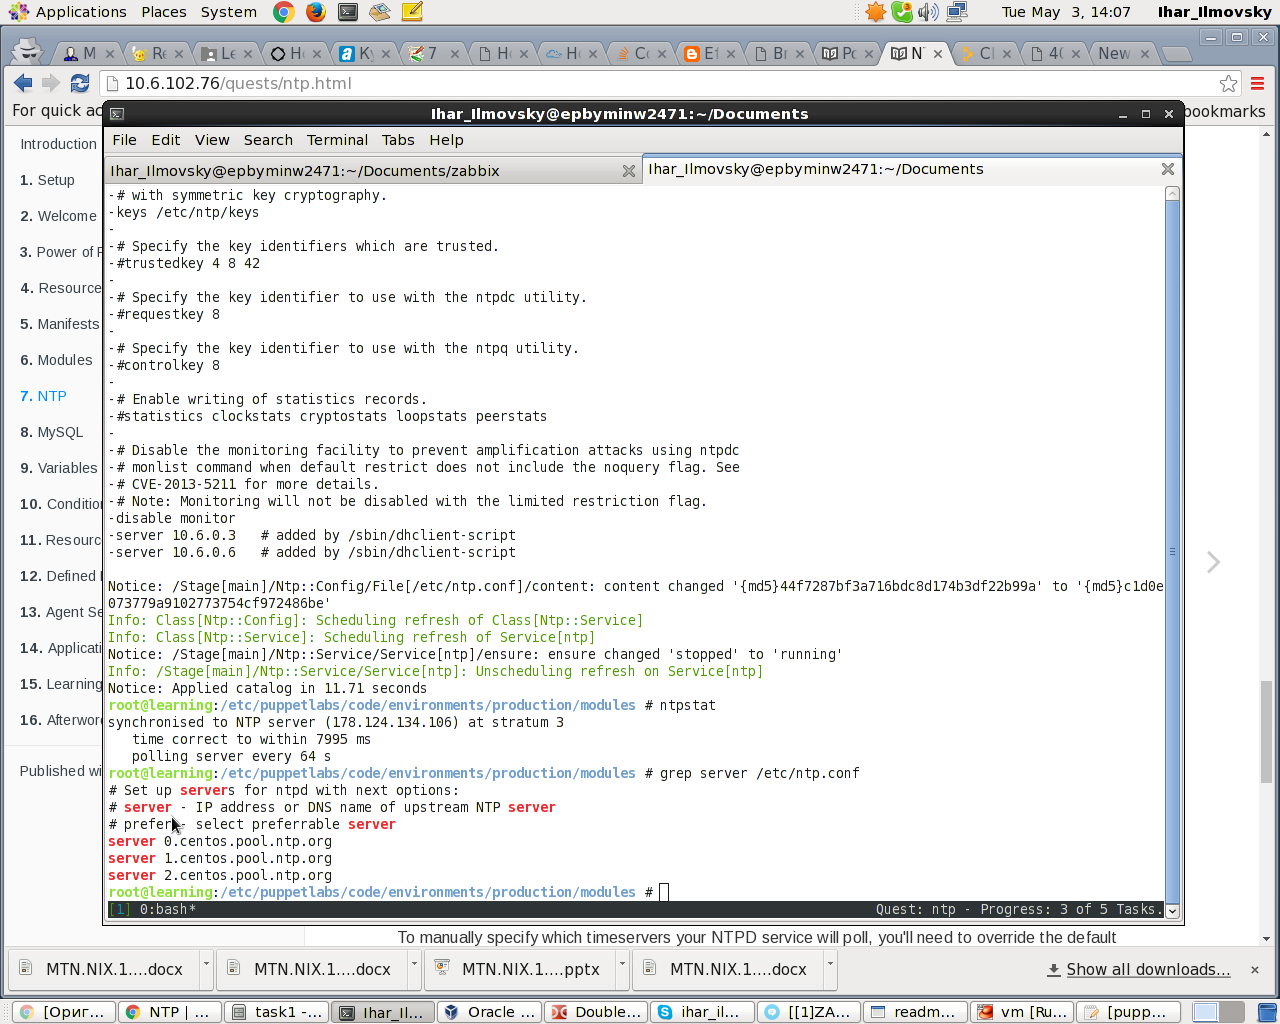 Applications Places System Tue May 3, 14:07 Ihar_Ilmovsky
M Re Le H Ky 7 He H Co Ef Br Po N Cl 40 New
10.6.102.76/quests/ntp.html
For quick ac bookmarks
Ihar_Ilmovsky@epbyminw2471:~/Documents
File Edit View Search Terminal Tabs Help
Ihar_Ilmovsky@epbyminw2471:~/Documents/zabbix Ihar_Ilmovsky@epbyminw2471:~/Documents
Introduction
1. Setup
2. Welcome
3. Power of P
4. Resource
5. Manifests
6. Modules
7. NTP
8. MySQL
9. Variables
10. Condition
11. Resourc
12. Defined
13. Agent Se
14. Applicati
15. Learning
16. Afterword
Published wi
-# with symmetric key cryptography.
-keys /etc/ntp/keys
-
-# Specify the key identifiers which are trusted.
-#trustedkey 4 8 42
-
-# Specify the key identifier to use with the ntpdc utility.
-#requestkey 8
-
-# Specify the key identifier to use with the ntpq utility.
-#controlkey 8
-
-# Enable writing of statistics records.
-#statistics clockstats cryptostats loopstats peerstats
-
-# Disable the monitoring facility to prevent amplification attacks using ntpdc
-# monlist command when default restrict does not include the noquery flag. See
-# CVE-2013-5211 for more details.
-# Note: Monitoring will not be disabled with the limited restriction flag.
-disable monitor
-server 10.6.0.3   # added by /sbin/dhclient-script
-server 10.6.0.6   # added by /sbin/dhclient-script
Notice: /Stage[main]/Ntp::Config/File[/etc/ntp.conf]/content: content changed '{md5}44f7287bf3a716bdc8d174b3df22b99a' to '{md5}c1d0e
073779a9102773754cf972486be'
Info: Class[Ntp::Config]: Scheduling refresh of Class[Ntp::Service]
Info: Class[Ntp::Service]: Scheduling refresh of Service[ntp]
Notice: /Stage[main]/Ntp::Service/Service[ntp]/ensure: ensure changed 'stopped' to 'running'
Info: /Stage[main]/Ntp::Service/Service[ntp]: Unscheduling refresh on Service[ntp]
Notice: Applied catalog in 11.71 seconds
root@learning:/etc/puppetlabs/code/environments/production/modules # ntpstat
synchronised to NTP server (178.124.134.106) at stratum 3
   time correct to within 7995 ms
   polling server every 64 s
root@learning:/etc/puppetlabs/code/environments/production/modules # grep server /etc/ntp.conf
# Set up servers for ntpd with next options:
# server - IP address or DNS name of upstream NTP server
# prefer - select preferrable server
server 0.centos.pool.ntp.org
server 1.centos.pool.ntp.org
server 2.centos.pool.ntp.org
root@learning:/etc/puppetlabs/code/environments/production/modules #
[1] 0:bash* Quest: ntp - Progress: 3 of 5 Tasks.
To manually specify which timeservers your NTPD service will poll, you'll need to override the default
MTN.NIX.1....docx MTN.NIX.1....docx MTN.NIX.1....pptx MTN.NIX.1....docx Show all downloads...
[Ориг... NTP | ... task1 -... Ihar_Il... Oracle ... Double... ihar_il... [[1]ZA... readm... vm [Ru... [pupp...